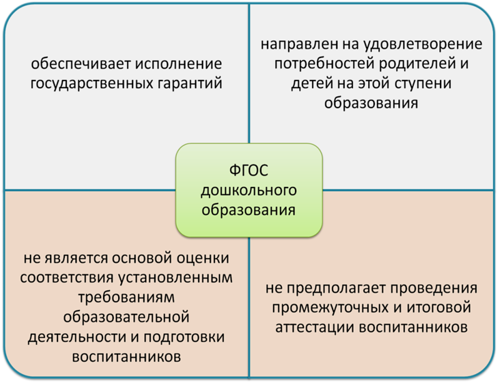 обеспечивает исполнение
государственных гарантий
направлен на удовлетворение
потребностей родителей и
детей на этой ступени
образования
ФГОС
дошкольного
образования
не является основой оценки
соответствия установленным
требованиям
образовательной
деятельности и подготовки
воспитанников
не предполагает проведения
промежуточных и итоговой
аттестации воспитанников